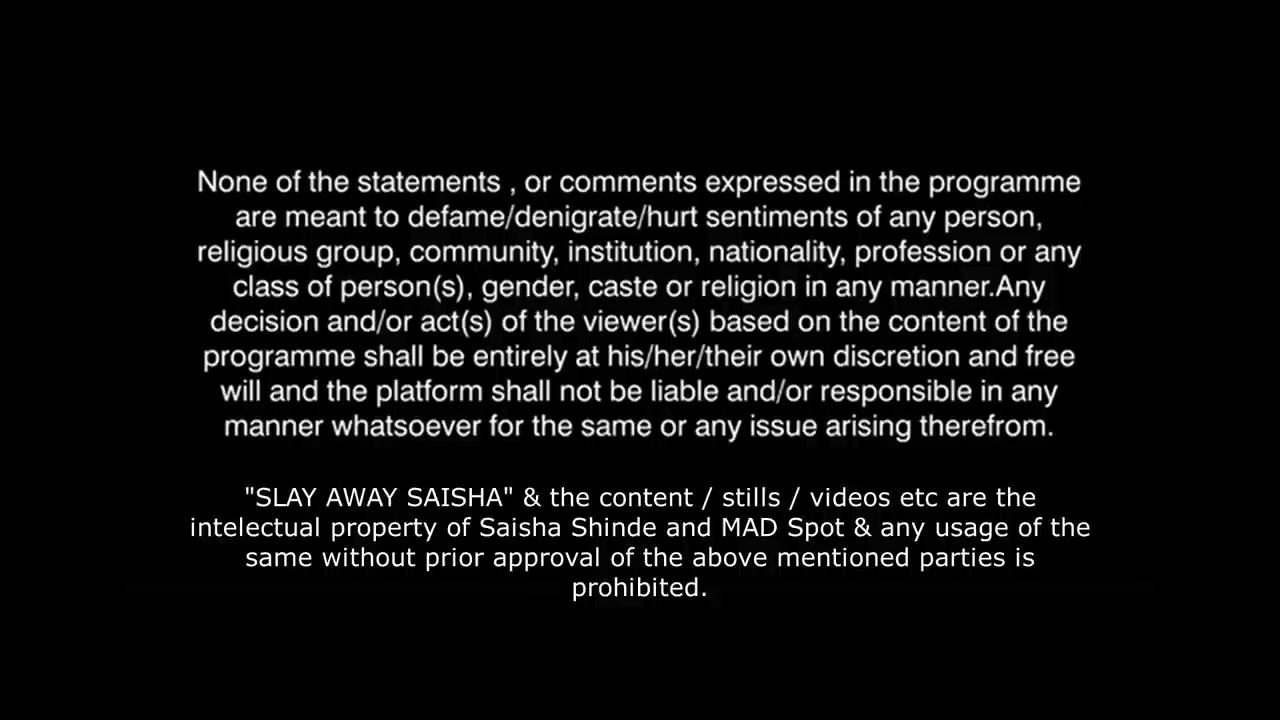 None of the statements , or comments expressed in the programme
are meant to defame/denigrate/hurt sentiments of any person,
religious group, community, institution, nationality, profession or any
class of person(s), gender, caste or religion in any manner.Any
decision and/or act(s) of the viewer(s) based on the content of the
programme shall be entirely at his/her/their own discretion and free
will and the platform shall not be liable and/or responsible in any
manner whatsoever for the same or any issue arising therefrom.
"SLAY AWAY SAISHA" & the content / stills / videos etc are the
intelectual property of Saisha Shinde and MAD Spot & any usage of the
same without prior approval of the above mentioned parties is
prohibited.